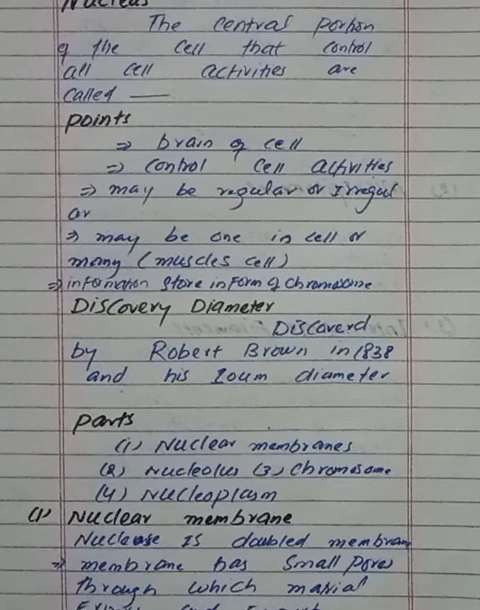 Nucleus
The central portion
of the cell that control
all cell activities are
called —
points
⇒ brain of cell
⇒ control cell activities
⇒ may be regular or Irregul
ar
⇒ may be one in cell or
many (muscles cell)
⇒ information store in form of chromosome
Discovery Diameter
Discoverd
by Robert Brown in 1838
and his 10um diameter
parts
(1) Nuclear membranes
(2) Nucleolus (3) Chromosome
(4) Nucleoplasm
(1) Nuclear membrane
is doubled membran
⇒ membrane has small pores
through which
and